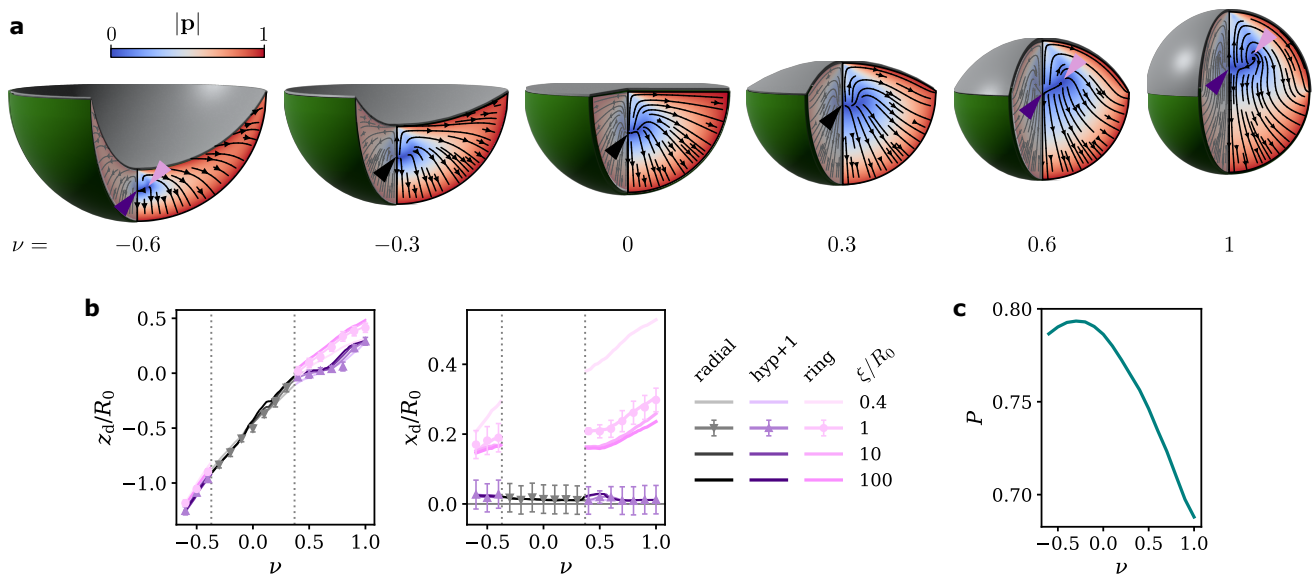 a
|p|
0 1
ν = −0.6 −0.3 0 0.3 0.6 1
b
z_d/R_0
0.5
0.0
−0.5
−1.0
−0.5 0.0 0.5 1.0
ν
x_d/R_0
0.4
0.2
0.0
−0.5 0.0 0.5 1.0
ν
radial hyp+1 ring ξ/R_0
0.4
1
10
100
c
P
0.80
0.75
0.70
−0.5 0.0 0.5 1.0
ν